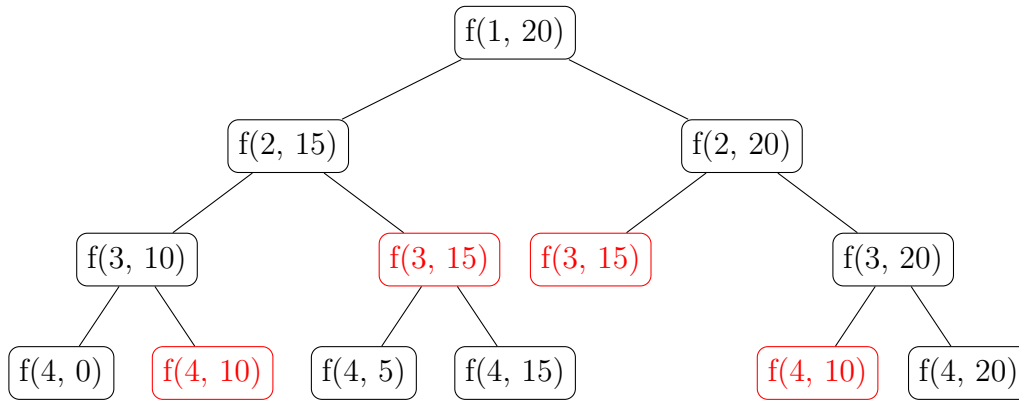 f(1, 20)
f(2, 15)
f(2, 20)
f(3, 10)
f(3, 15)
f(3, 15)
f(3, 20)
f(4, 0)
f(4, 10)
f(4, 5)
f(4, 15)
f(4, 10)
f(4, 20)